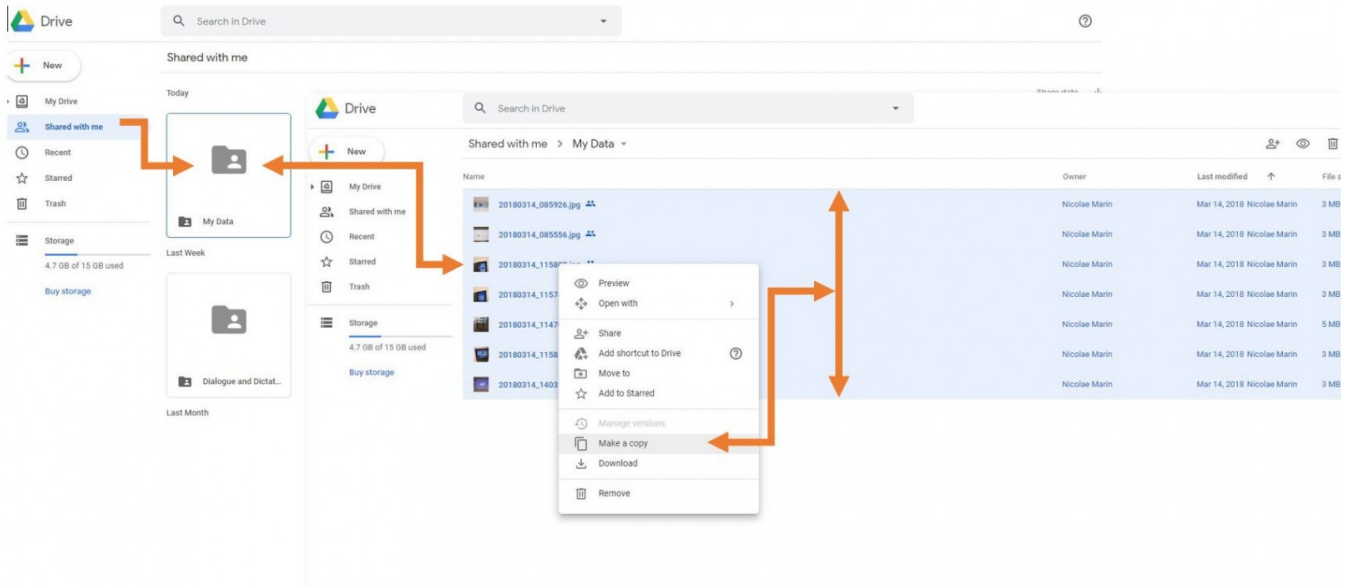 Drive
Search in Drive
New
Shared with me
My Drive
Shared with me
Recent
Starred
Trash
Storage
4.7 GB of 15 GB used
Buy storage
Today
My Data
Last Week
Dialogue and Dictat...
Last Month
Share date
Drive
Search in Drive
New
My Drive
Shared with me
Recent
Starred
Trash
Storage
4.7 GB of 15 GB used
Buy storage
Shared with me > My Data
Name Owner Last modified File s
20180314_085926.jpg Nicolae Marin Mar 14, 2018 Nicolae Marin 3 MB
20180314_085556.jpg Nicolae Marin Mar 14, 2018 Nicolae Marin 3 MB
Nicolae Marin Mar 14, 2018 Nicolae Marin 3 MB
20180314_1157 Nicolae Marin Mar 14, 2018 Nicolae Marin 3 MB
20180314_1147 Nicolae Marin Mar 14, 2018 Nicolae Marin 5 MB
20180314_1158 Nicolae Marin Mar 14, 2018 Nicolae Marin 3 MB
20180314_1403 Nicolae Marin Mar 14, 2018 Nicolae Marin 3 MB
Preview
Open with
Share
Add shortcut to Drive
Move to
Add to Starred
Manage versions
Make a copy
Download
Remove